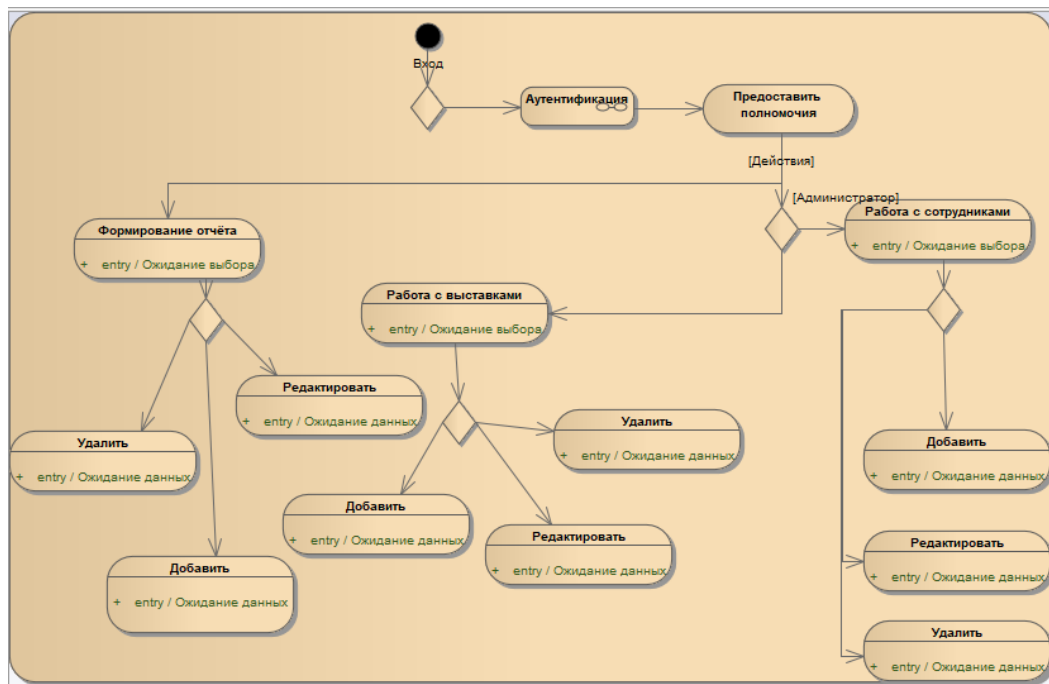 Вход
Аутентификация
Предоставить
полномочия
[Действия]
[Администратор]
Работа с сотрудниками
+ entry / Ожидание выбора
Формирование отчёта
+ entry / Ожидание выбора
Работа с выставками
+ entry / Ожидание выбора
Редактировать
+ entry / Ожидание данных
Удалить
+ entry / Ожидание данных
Удалить
+ entry / Ожидание данных
Добавить
+ entry / Ожидание данных
Добавить
+ entry / Ожидание данных
Редактировать
+ entry / Ожидание данных
Редактировать
+ entry / Ожидание данных
Добавить
+ entry / Ожидание данных
Удалить
+ entry / Ожидание данных